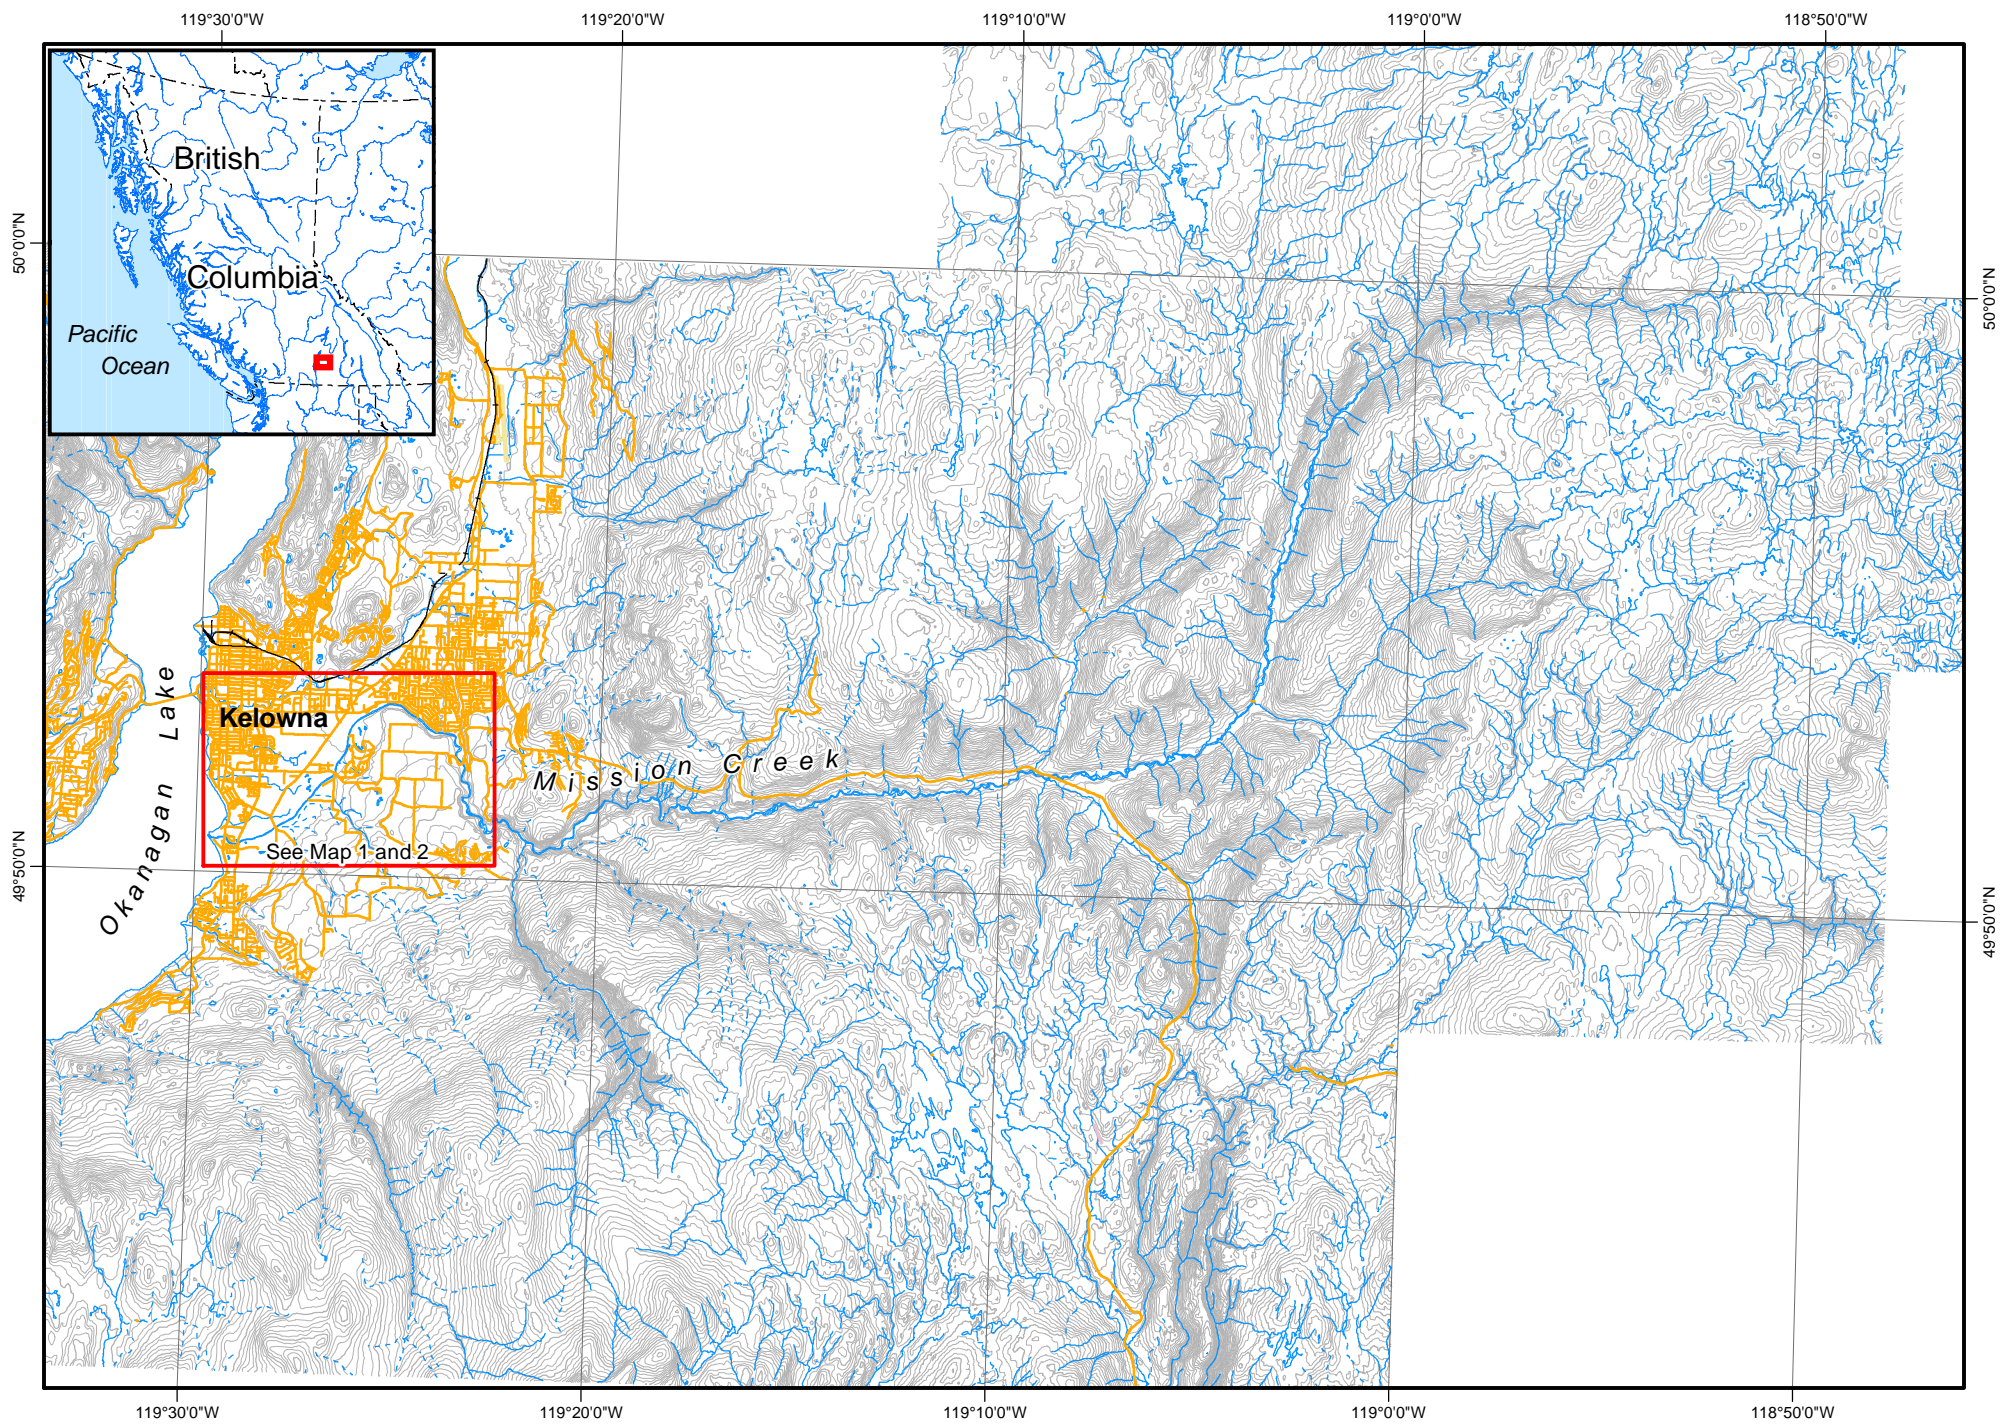 119°30'0"W
119°20'0"W
119°10'0"W
119°0'0"W
118°50'0"W
British
Columbia
Pacific
Ocean
50°0'0"N
50°0'0"N
Okanagan Lake
Kelowna
Mission Creek
See Map 1 and 2
49°50'0"N
49°50'0"N
119°30'0"W
119°20'0"W
119°10'0"W
119°0'0"W
118°50'0"W